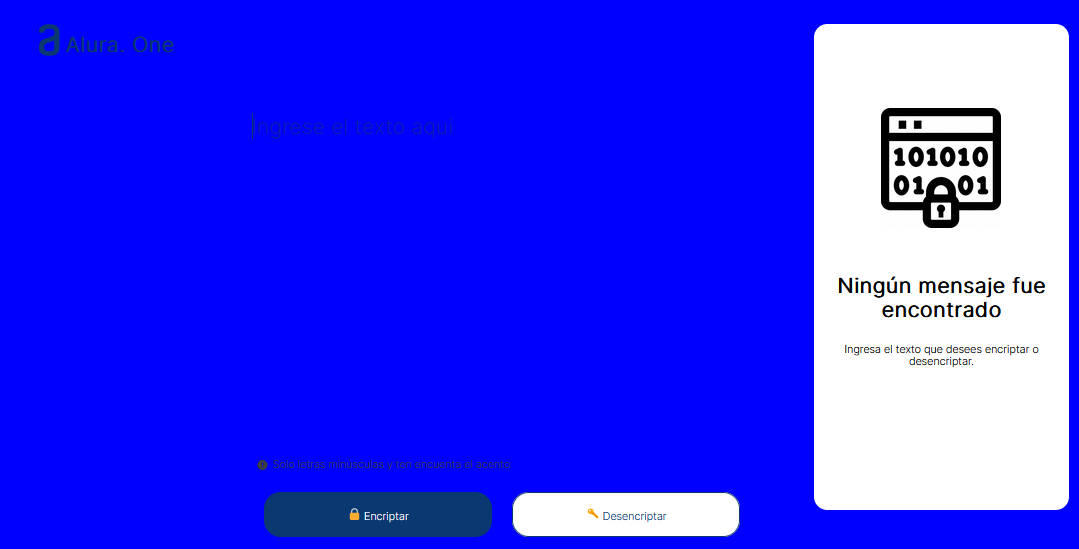 a Alura. One
Ingrese el texto aquí
101010
01 01
Ningún mensaje fue
encontrado
Ingresa el texto que desees encriptar o
desencriptar.
Solo letras minúsculas y ten encuenta el acento
Encriptar
Desencriptar